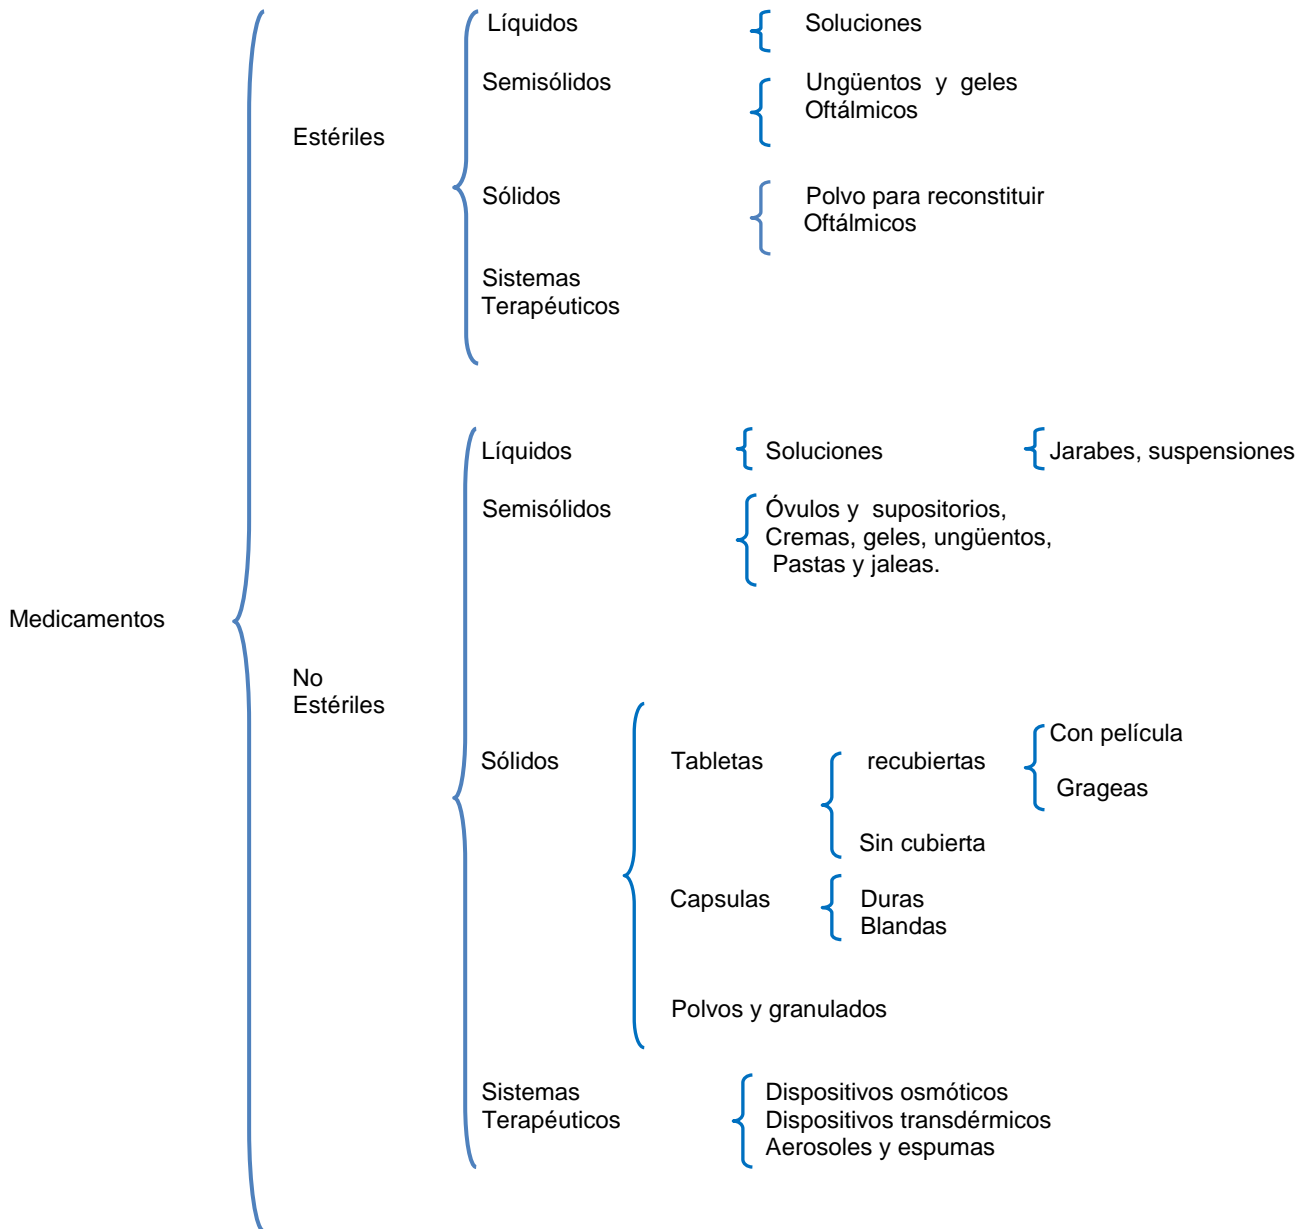 Líquidos
Soluciones
Semisólidos
Ungüentos y geles
Oftálmicos
Estériles
Sólidos
Polvo para reconstituir
Oftálmicos
Sistemas
Terapéuticos
Líquidos
Soluciones
Jarabes, suspensiones
Semisólidos
Óvulos y supositorios,
Cremas, geles, ungüentos,
Pastas y jaleas.
Medicamentos
No
Estériles
Sólidos
Tabletas
recubiertas
Con película
Grageas
Sin cubierta
Capsulas
Duras
Blandas
Polvos y granulados
Sistemas
Terapéuticos
Dispositivos osmóticos
Dispositivos transdérmicos
Aerosoles y espumas